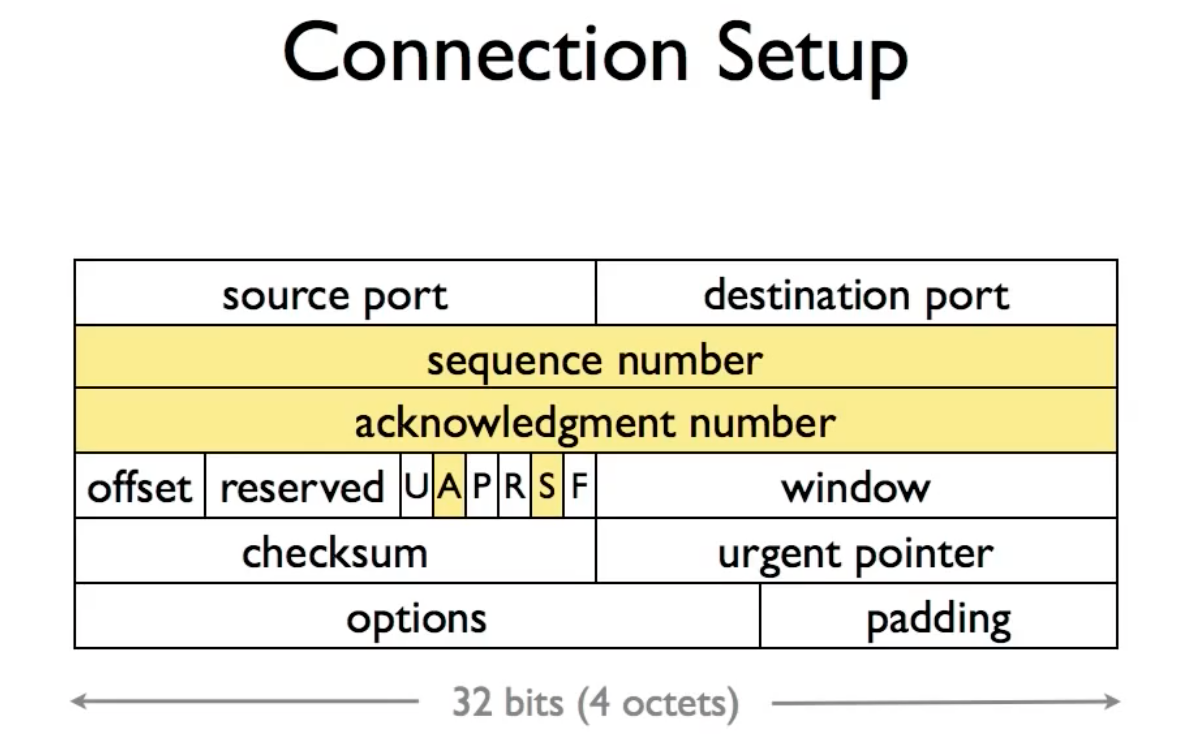 Connection Setup
source port destination port
sequence number
acknowledgment number
offset reserved U A P R S F window
checksum urgent pointer
options padding
32 bits (4 octets)